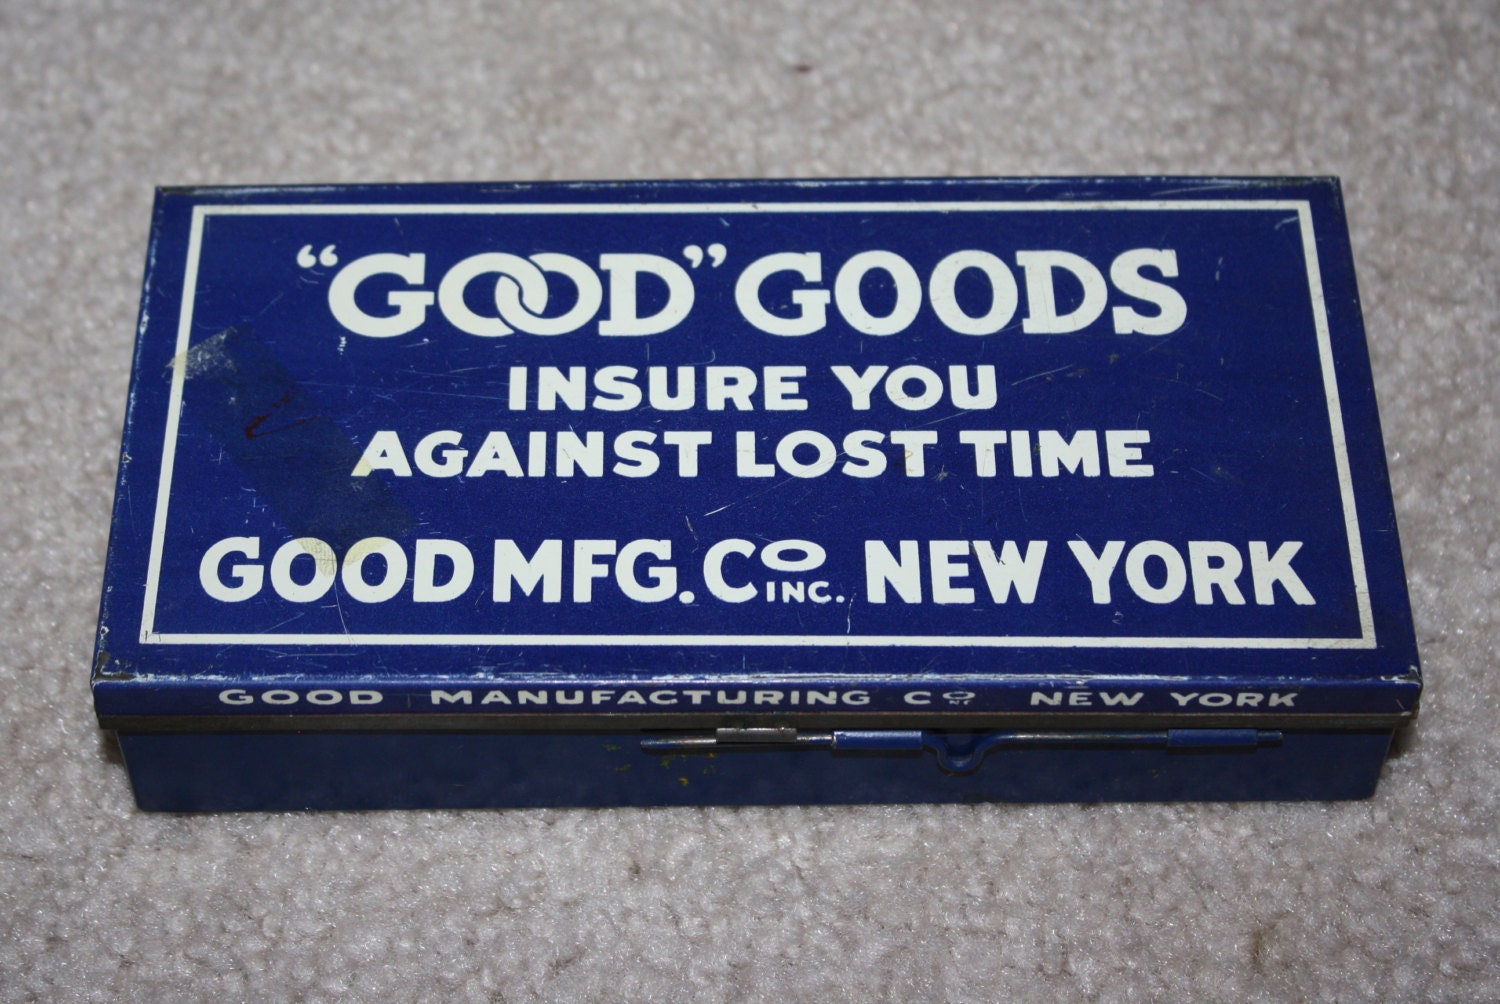 “GOOD” GOODS
INSURE YOU
AGAINST LOST TIME
GOOD MFG. CO INC. NEW YORK
GOOD MANUFACTURING CO NEW YORK